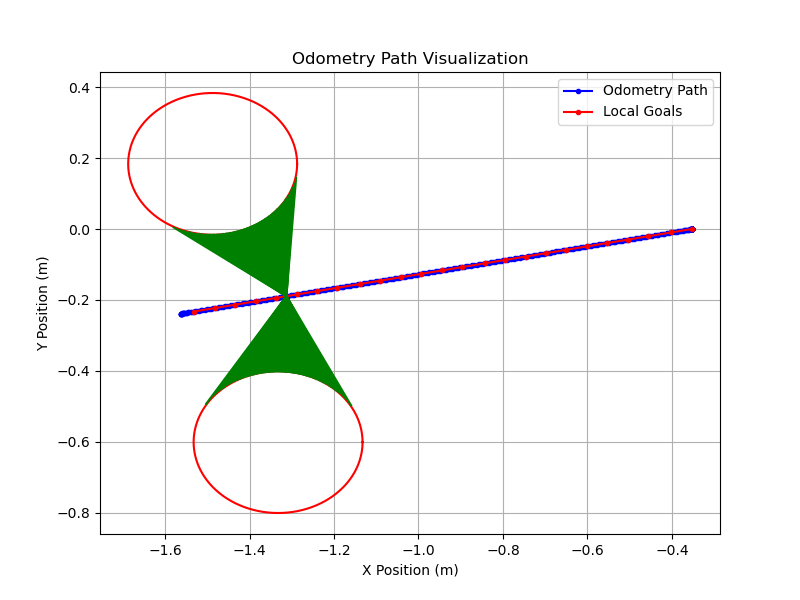 Odometry Path Visualization
Odometry Path
Local Goals
0.4
0.2
0.0
−0.2
−0.4
−0.6
−0.8
Y Position (m)
−1.6 −1.4 −1.2 −1.0 −0.8 −0.6 −0.4
X Position (m)